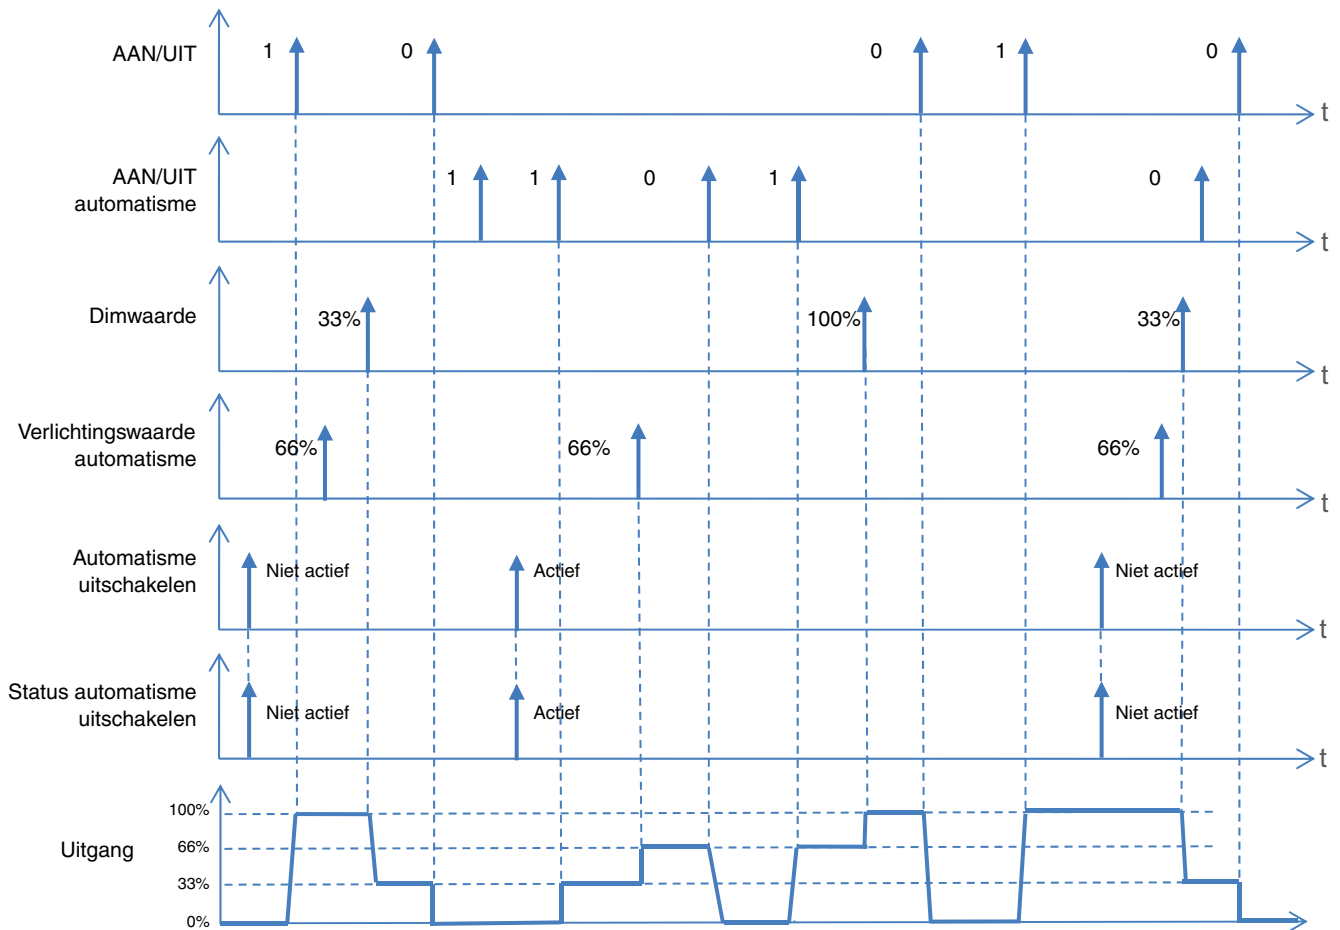 AAN/UIT
1
0
0
1
0
t
AAN/UIT
automatisme
1
1
0
1
0
t
Dimwaarde
33%
100%
33%
t
Verlichtingswaarde
automatisme
66%
66%
66%
t
Automatisme
uitschakelen
Niet actief
Actief
Niet actief
t
Status automatisme
uitschakelen
Niet actief
Actief
Niet actief
t
Uitgang
100%
66%
33%
0%